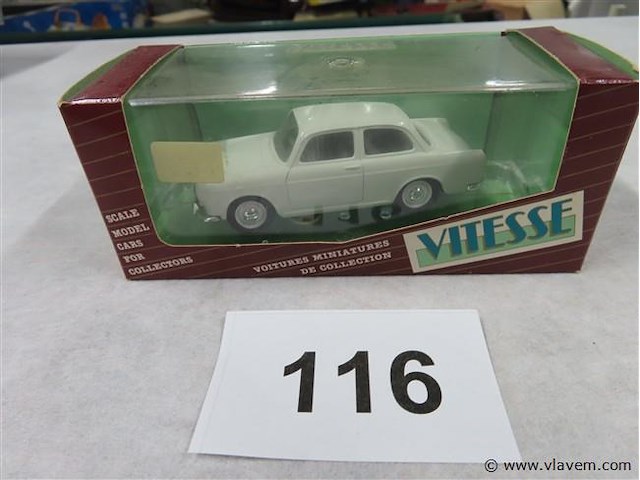 SCALE
MODEL
CARS
FOR
COLLECTORS
VOITURES MINIATURES
DE COLLECTION
VITESSE
116
© www.vlavem.com